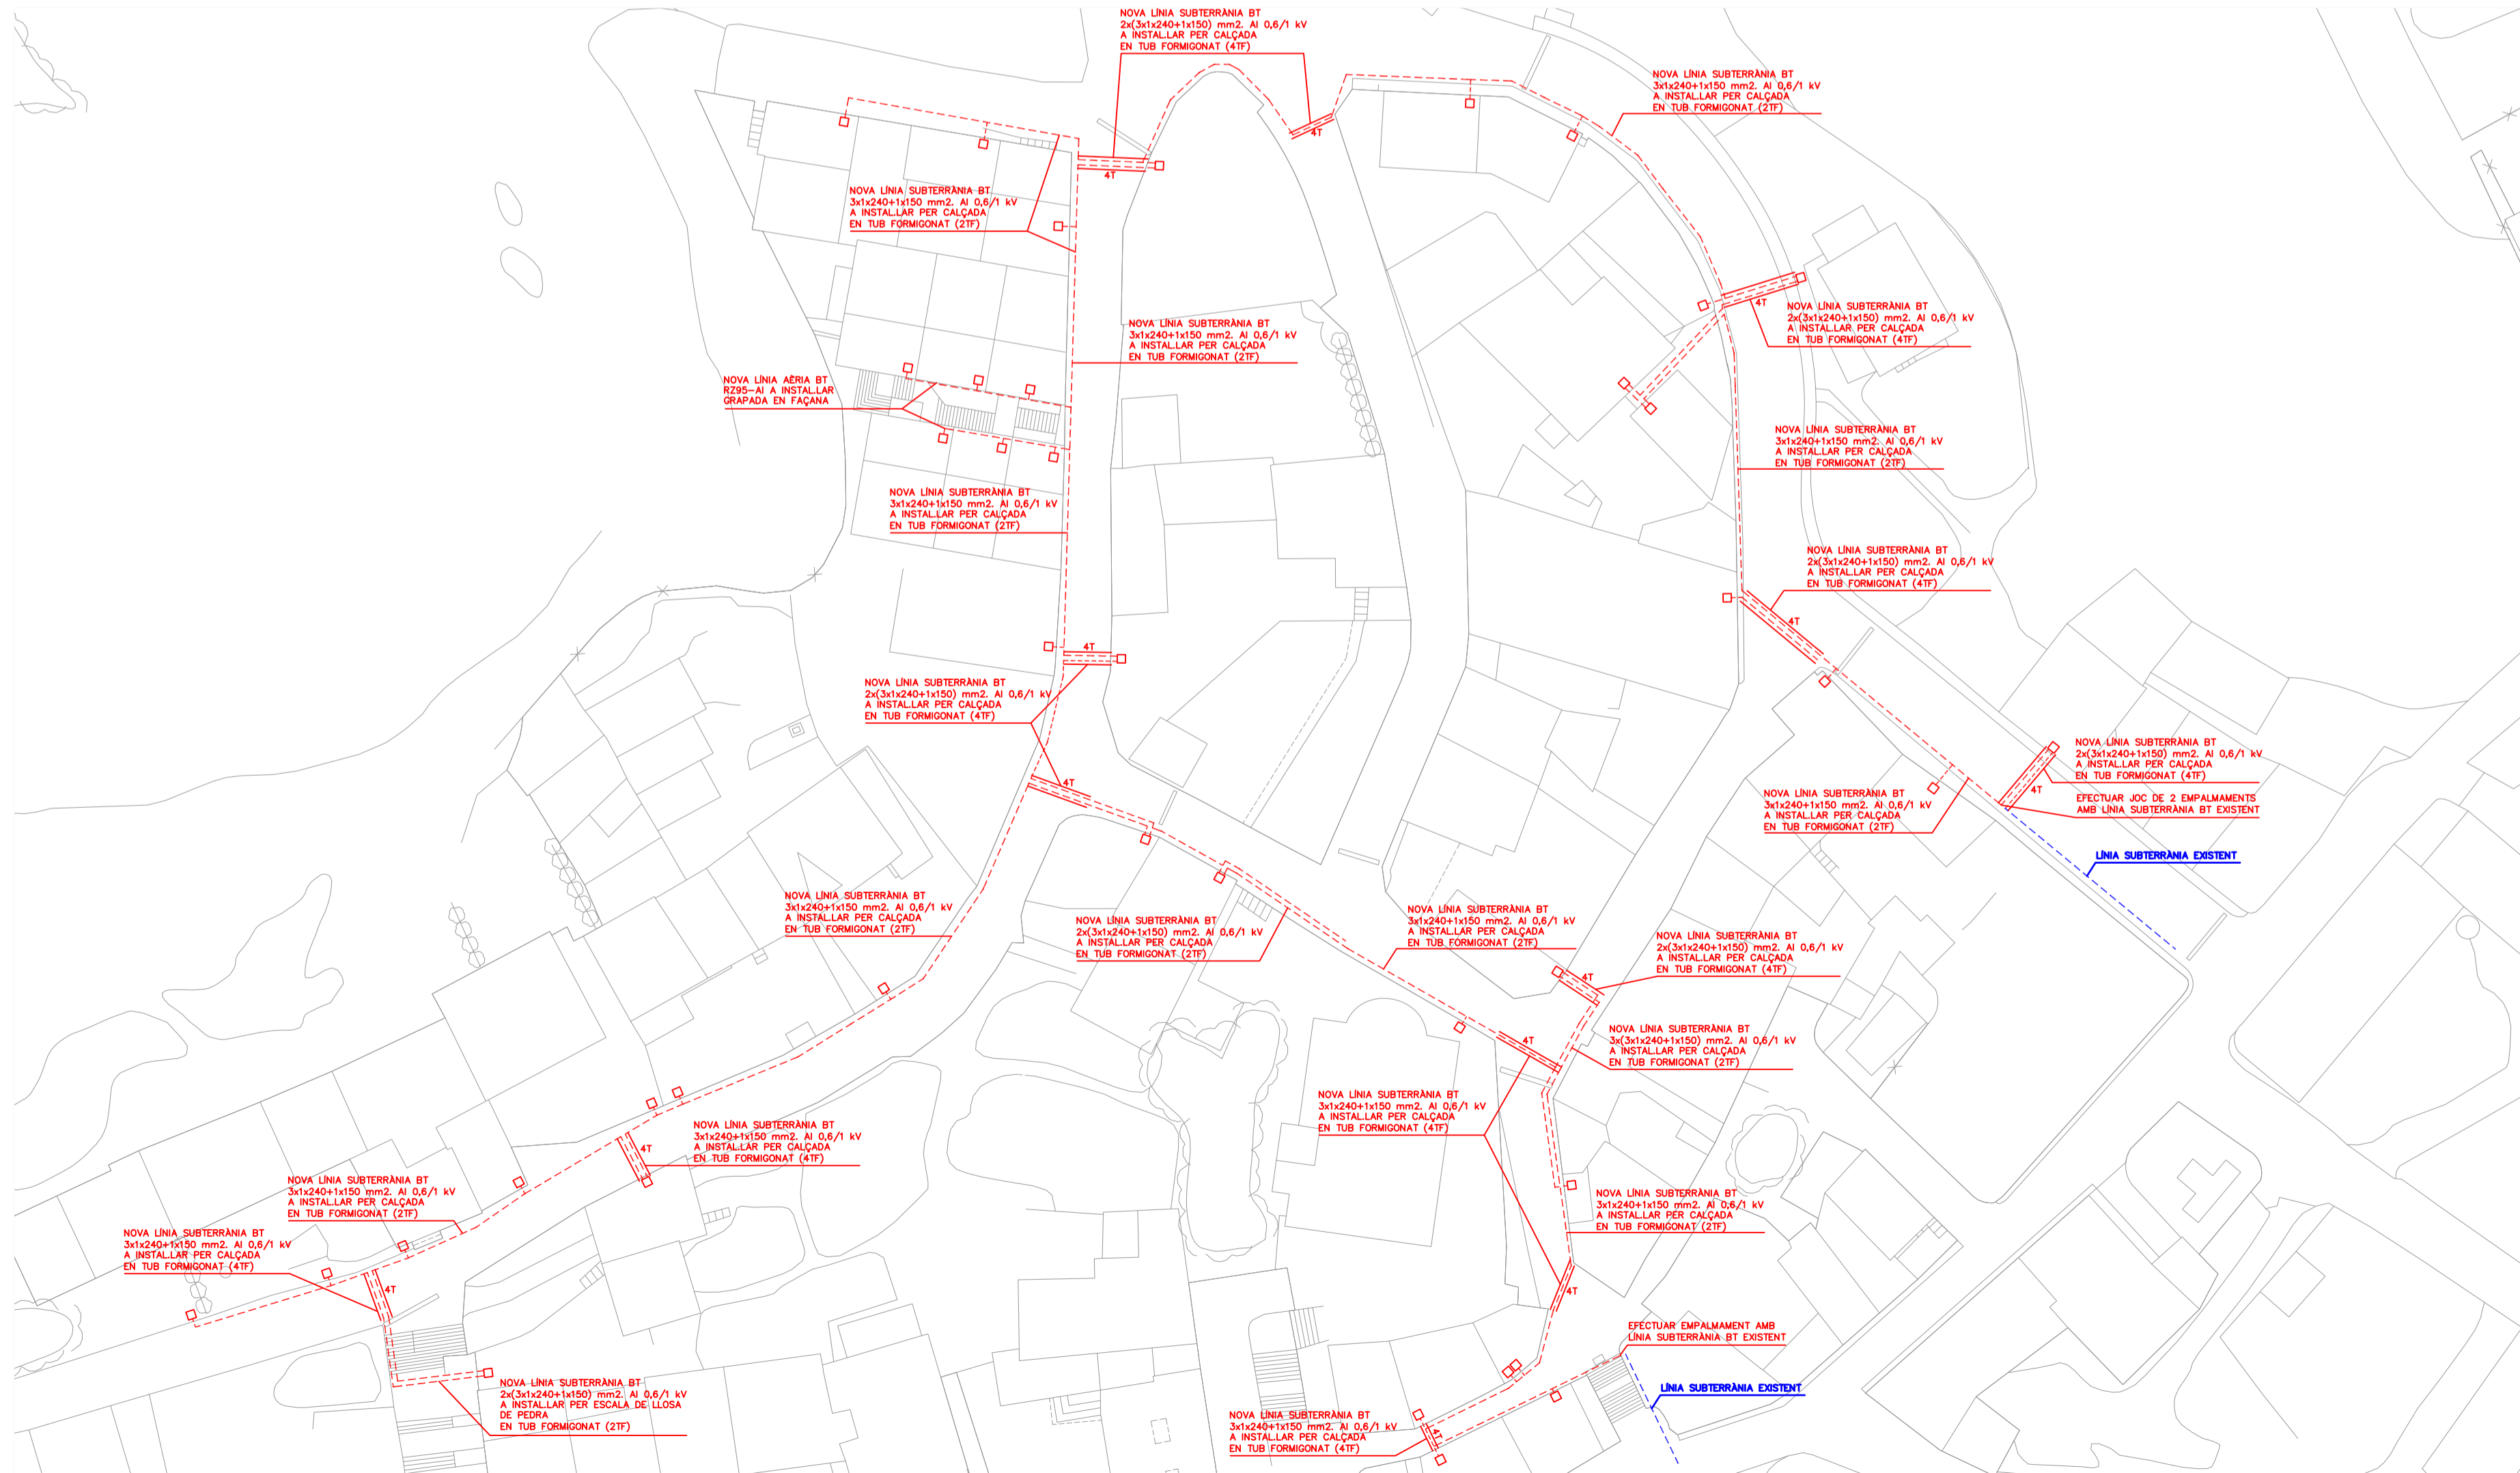 NOVA LÍNIA SUBTERRÀNIA BT
2x(3x1x240+1x150) mm2. Al 0,6/1 kV
A INSTAL.LAR PER CALÇADA
EN TUB FORMIGONAT (4TF)
4T
4T
NOVA LÍNIA SUBTERRÀNIA BT
3x1x240+1x150 mm2. Al 0,6/1 kV
A INSTAL.LAR PER CALÇADA
EN TUB FORMIGONAT (2TF)
NOVA LÍNIA SUBTERRÀNIA BT
3x1x240+1x150 mm2. Al 0,6/1 kV
A INSTAL.LAR PER CALÇADA
EN TUB FORMIGONAT (2TF)
4T
NOVA LÍNIA SUBTERRÀNIA BT
2x(3x1x240+1x150) mm2. Al 0,6/1 kV
A INSTAL.LAR PER CALÇADA
EN TUB FORMIGONAT (4TF)
NOVA LÍNIA SUBTERRÀNIA BT
3x1x240+1x150 mm2. Al 0,6/1 kV
A INSTAL.LAR PER CALÇADA
EN TUB FORMIGONAT (2TF)
NOVA LÍNIA AÈRIA BT
RZ95-Al A INSTAL.LAR
GRAPADA EN FAÇANA
NOVA LÍNIA SUBTERRÀNIA BT
3x1x240+1x150 mm2. Al 0,6/1 kV
A INSTAL.LAR PER CALÇADA
EN TUB FORMIGONAT (2TF)
NOVA LÍNIA SUBTERRÀNIA BT
3x1x240+1x150 mm2. Al 0,6/1 kV
A INSTAL.LAR PER CALÇADA
EN TUB FORMIGONAT (2TF)
NOVA LÍNIA SUBTERRÀNIA BT
2x(3x1x240+1x150) mm2. Al 0,6/1 kV
A INSTAL.LAR PER CALÇADA
EN TUB FORMIGONAT (4TF)
4T
4T
NOVA LÍNIA SUBTERRÀNIA BT
2x(3x1x240+1x150) mm2. Al 0,6/1 kV
A INSTAL.LAR PER CALÇADA
EN TUB FORMIGONAT (4TF)
4T
NOVA LÍNIA SUBTERRÀNIA BT
2x(3x1x240+1x150) mm2. Al 0,6/1 kV
A INSTAL.LAR PER CALÇADA
EN TUB FORMIGONAT (4TF)
4T
EFECTUAR JOC DE 2 EMPALMAMENTS
AMB LÍNIA SUBTERRÀNIA BT EXISTENT
NOVA LÍNIA SUBTERRÀNIA BT
3x1x240+1x150 mm2. Al 0,6/1 kV
A INSTAL.LAR PER CALÇADA
EN TUB FORMIGONAT (2TF)
LÍNIA SUBTERRÀNIA EXISTENT
NOVA LÍNIA SUBTERRÀNIA BT
3x1x240+1x150 mm2. Al 0,6/1 kV
A INSTAL.LAR PER CALÇADA
EN TUB FORMIGONAT (2TF)
NOVA LÍNIA SUBTERRÀNIA BT
2x(3x1x240+1x150) mm2. Al 0,6/1 kV
A INSTAL.LAR PER CALÇADA
EN TUB FORMIGONAT (2TF)
NOVA LÍNIA SUBTERRÀNIA BT
3x1x240+1x150 mm2. Al 0,6/1 kV
A INSTAL.LAR PER CALÇADA
EN TUB FORMIGONAT (2TF)
NOVA LÍNIA SUBTERRÀNIA BT
2x(3x1x240+1x150) mm2. Al 0,6/1 kV
A INSTAL.LAR PER CALÇADA
EN TUB FORMIGONAT (4TF)
4T
4T
NOVA LÍNIA SUBTERRÀNIA BT
3x(3x1x240+1x150) mm2. Al 0,6/1 kV
A INSTAL.LAR PER CALÇADA
EN TUB FORMIGONAT (2TF)
NOVA LÍNIA SUBTERRÀNIA BT
3x1x240+1x150 mm2. Al 0,6/1 kV
A INSTAL.LAR PER CALÇADA
EN TUB FORMIGONAT (4TF)
NOVA LÍNIA SUBTERRÀNIA BT
3x1x240+1x150 mm2. Al 0,6/1 kV
A INSTAL.LAR PER CALÇADA
EN TUB FORMIGONAT (4TF)
4T
NOVA LÍNIA SUBTERRÀNIA BT
3x1x240+1x150 mm2. Al 0,6/1 kV
A INSTAL.LAR PER CALÇADA
EN TUB FORMIGONAT (2TF)
NOVA LÍNIA SUBTERRÀNIA BT
3x1x240+1x150 mm2. Al 0,6/1 kV
A INSTAL.LAR PER CALÇADA
EN TUB FORMIGONAT (2TF)
NOVA LÍNIA SUBTERRÀNIA BT
3x1x240+1x150 mm2. Al 0,6/1 kV
A INSTAL.LAR PER CALÇADA
EN TUB FORMIGONAT (4TF)
4T
4T
EFECTUAR EMPALMAMENT AMB
LÍNIA SUBTERRÀNIA BT EXISTENT
LÍNIA SUBTERRÀNIA EXISTENT
NOVA LÍNIA SUBTERRÀNIA BT
2x(3x1x240+1x150) mm2. Al 0,6/1 kV
A INSTAL.LAR PER ESCALA DE LLOSA
DE PEDRA
EN TUB FORMIGONAT (2TF)
NOVA LÍNIA SUBTERRÀNIA BT
3x1x240+1x150 mm2. Al 0,6/1 kV
A INSTAL.LAR PER CALÇADA
EN TUB FORMIGONAT (4TF)
4T